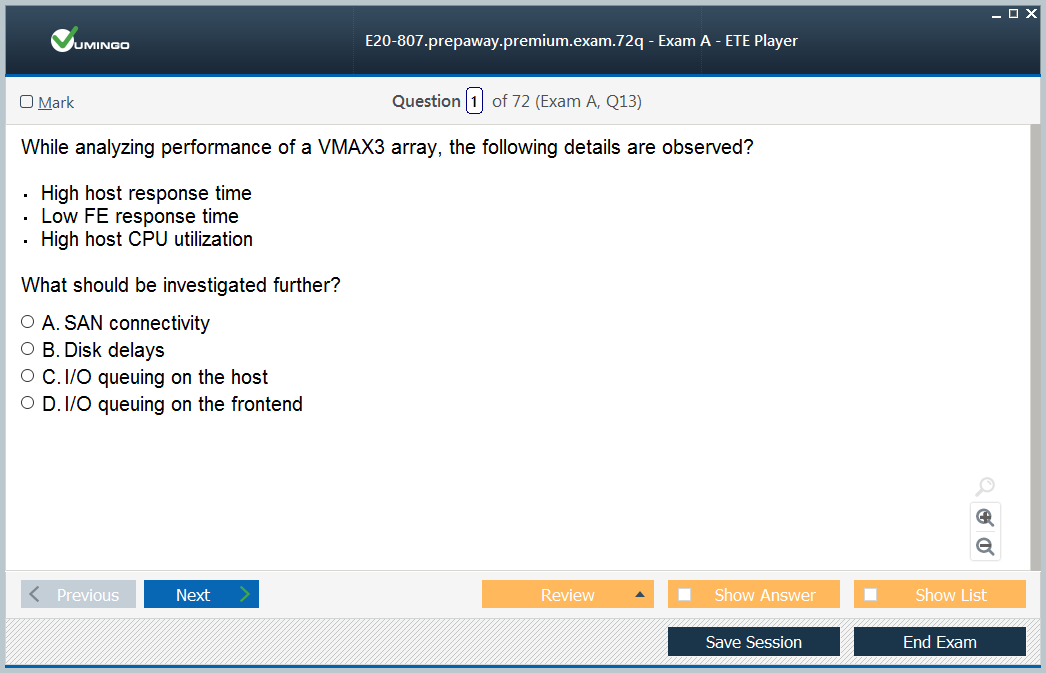 VUMINGO
E20-807.prepaway.premium.exam.72q - Exam A - ETE Player
Mark
Question 1 of 72 (Exam A, Q13)
While analyzing performance of a VMAX3 array, the following details are observed?
• High host response time
• Low FE response time
• High host CPU utilization
What should be investigated further?
A. SAN connectivity
B. Disk delays
C. I/O queuing on the host
D. I/O queuing on the frontend
Previous
Next
Review
Show Answer
Show List
Save Session
End Exam